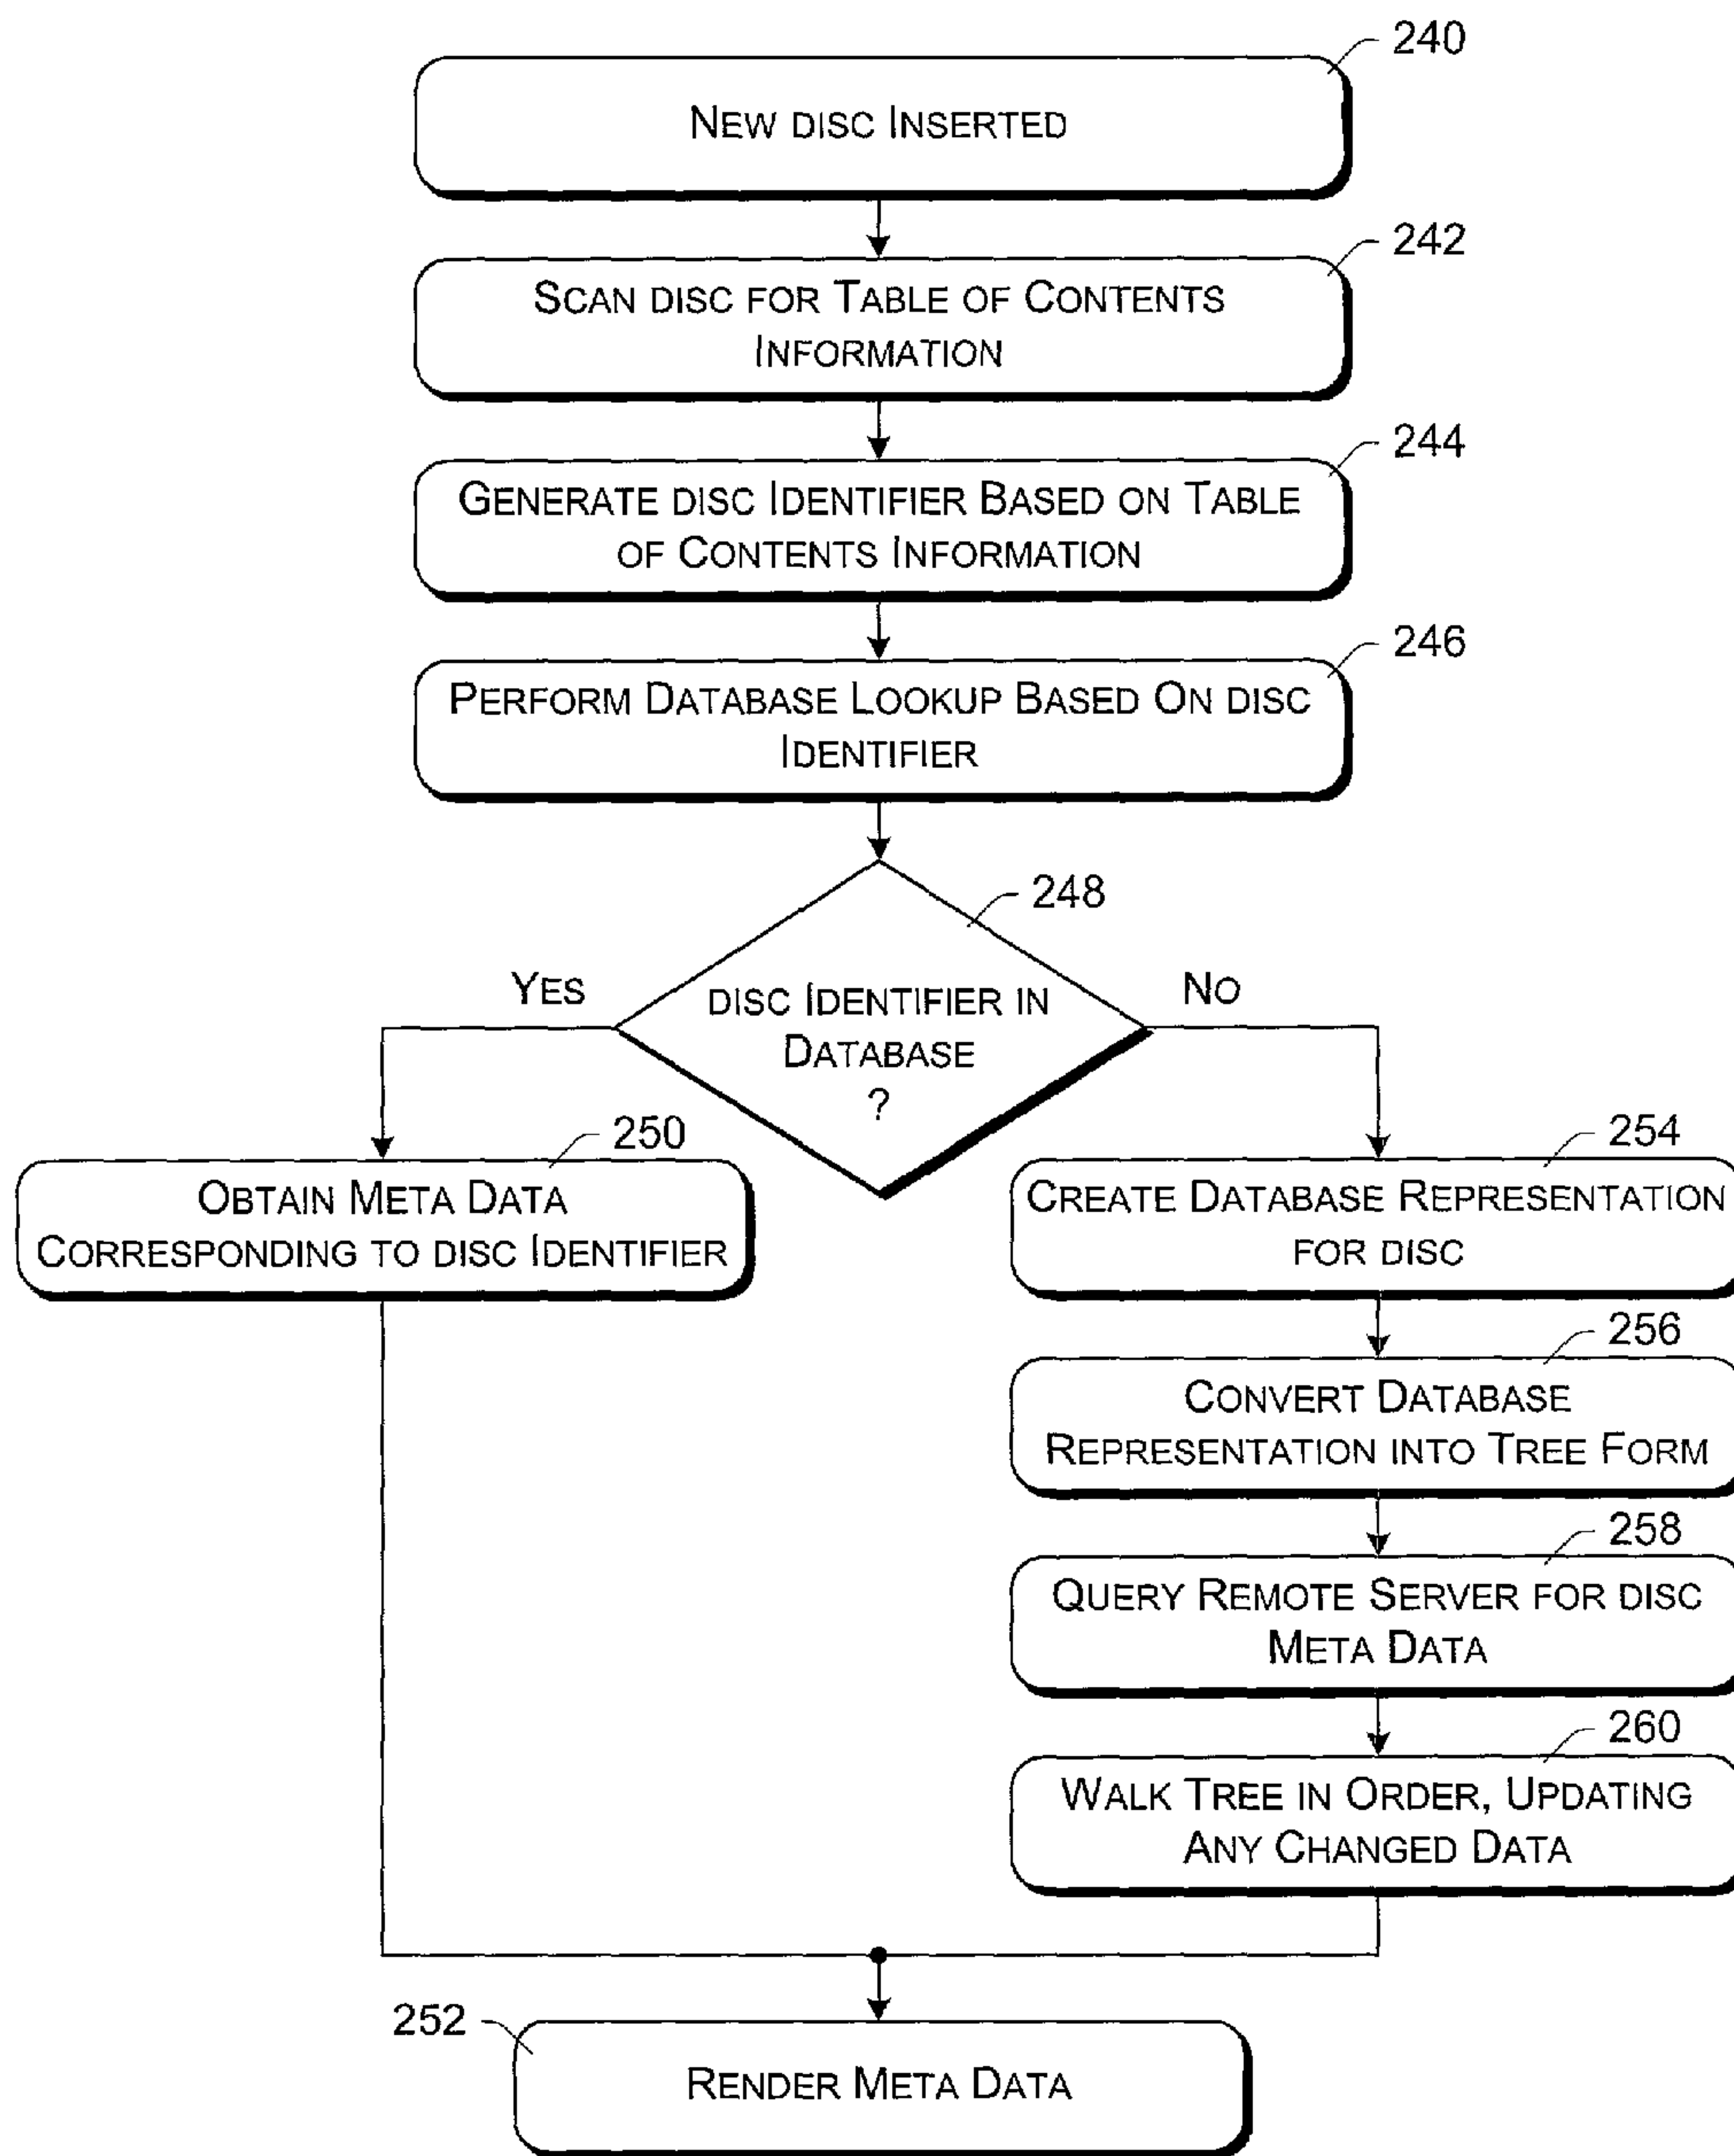 240
NEW DISC INSERTED
242
SCAN DISC FOR TABLE OF CONTENTS
INFORMATION
244
GENERATE DISC IDENTIFIER BASED ON TABLE
OF CONTENTS INFORMATION
246
PERFORM DATABASE LOOKUP BASED ON DISC
IDENTIFIER
248
YES
NO
DISC IDENTIFIER IN
DATABASE
?
250
OBTAIN META DATA
CORRESPONDING TO DISC IDENTIFIER
254
CREATE DATABASE REPRESENTATION
FOR DISC
256
CONVERT DATABASE
REPRESENTATION INTO TREE FORM
258
QUERY REMOTE SERVER FOR DISC
META DATA
260
WALK TREE IN ORDER, UPDATING
ANY CHANGED DATA
252
RENDER META DATA